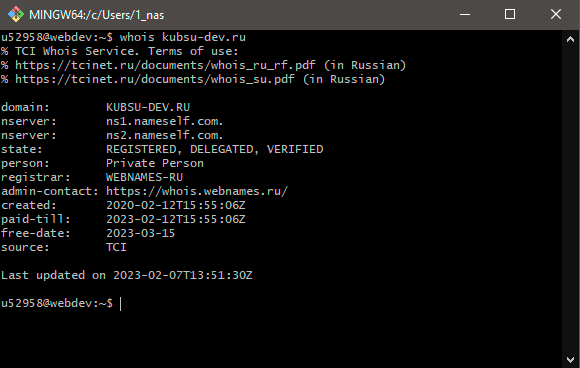 MINGW64:/c/Users/1_nas
u52958@webdev:~$ whois kubsu-dev.ru
% TCI Whois Service. Terms of use:
% https://tcinet.ru/documents/whois_ru_rf.pdf (in Russian)
% https://tcinet.ru/documents/whois_su.pdf (in Russian)
domain: KUBSU-DEV.RU
nserver: ns1.nameself.com.
nserver: ns2.nameself.com.
state: REGISTERED, DELEGATED, VERIFIED
person: Private Person
registrar: WEBNAMES-RU
admin-contact: https://whois.webnames.ru/
created: 2020-02-12T15:55:06Z
paid-till: 2023-02-12T15:55:06Z
free-date: 2023-03-15
source: TCI
Last updated on 2023-02-07T13:51:30Z
u52958@webdev:~$